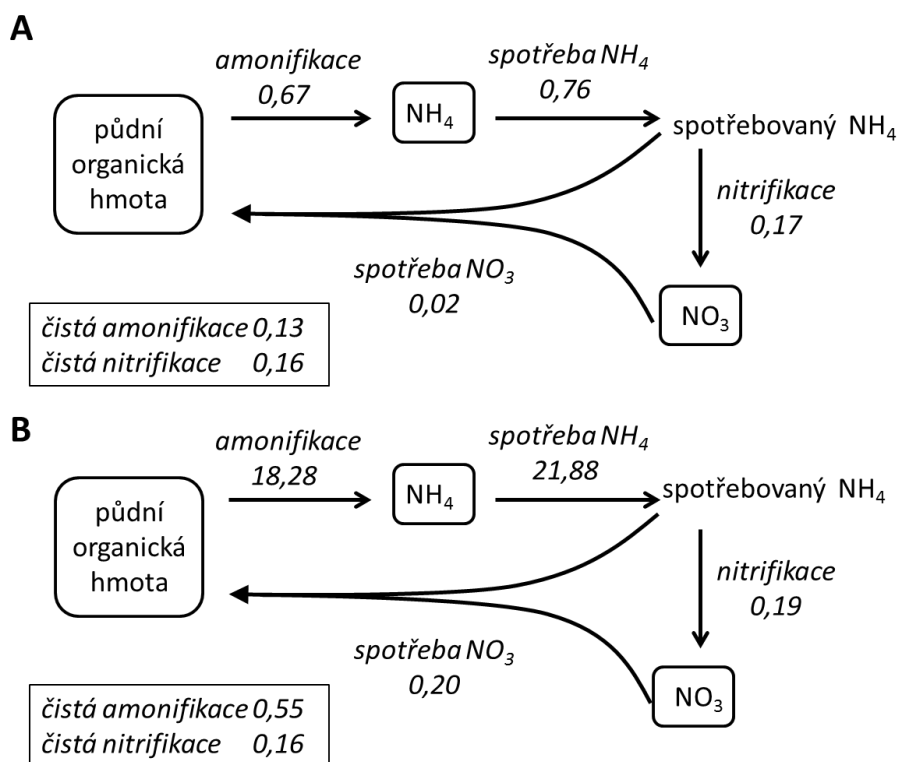 A
amonifikace
0,67
spotřeba NH₄
0,76
půdní
organická
hmota
NH₄
spotřebovaný NH₄
nitrifikace
0,17
spotřeba NO₃
0,02
NO₃
čistá amonifikace 0,13
čistá nitrifikace 0,16
B
amonifikace
18,28
spotřeba NH₄
21,88
půdní
organická
hmota
NH₄
spotřebovaný NH₄
nitrifikace
0,19
spotřeba NO₃
0,20
NO₃
čistá amonifikace 0,55
čistá nitrifikace 0,16